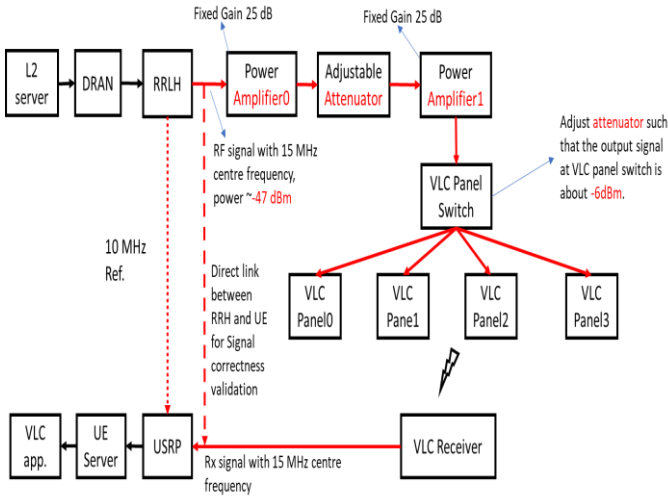 Fixed Gain 25 dB
Fixed Gain 25 dB
L2
server
DRAN
RRLH
Power
Amplifier0
Adjustable
Attenuator
Power
Amplifier1
RF signal with 15 MHz
centre frequency,
power ~-47 dBm
Adjust attenuator such
that the output signal
at VLC panel switch is
about -6dBm.
VLC Panel
Switch
10 MHz
Ref.
Direct link
between
RRH and UE
for Signal
correctness
validation
VLC
Panel0
VLC
Pane1
VLC
Panel2
VLC
Panel3
VLC
app.
UE
Server
USRP
VLC Receiver
Rx signal with 15 MHz centre
frequency